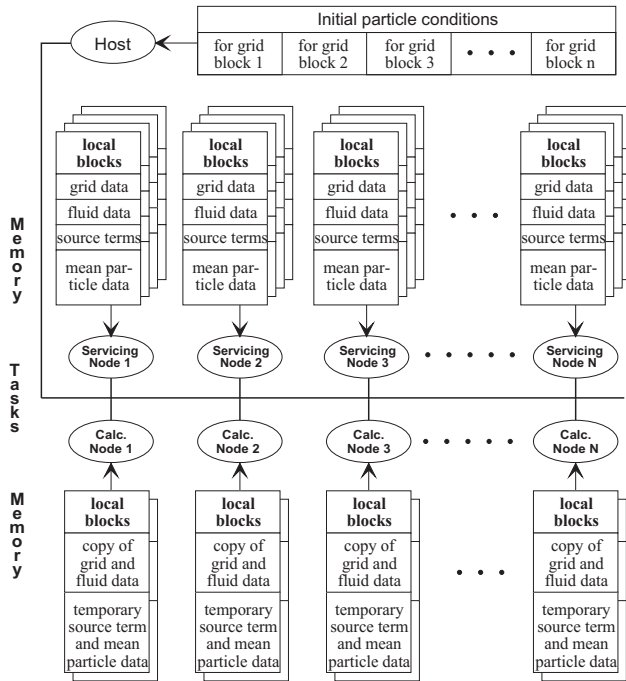 Initial particle conditions
Host
for grid
block 1
for grid
block 2
for grid
block 3
• • •
for grid
block n
Memory
local
blocks
grid data
fluid data
source terms
mean par-
ticle data
local
blocks
grid data
fluid data
source terms
mean par-
ticle data
local
blocks
grid data
fluid data
source terms
mean par-
ticle data
• • •
local
blocks
grid data
fluid data
source terms
mean par-
ticle data
Tasks
Servicing
Node 1
Servicing
Node 2
Servicing
Node 3
• • • • •
Servicing
Node N
Calc.
Node 1
Calc.
Node 2
Calc.
Node 3
• • • • •
Calc.
Node N
Memory
local
blocks
copy of
grid and
fluid data
temporary
source term
and mean
particle data
local
blocks
copy of
grid and
fluid data
temporary
source term
and mean
particle data
local
blocks
copy of
grid and
fluid data
temporary
source term
and mean
particle data
• • •
local
blocks
copy of
grid and
fluid data
temporary
source term
and mean
particle data